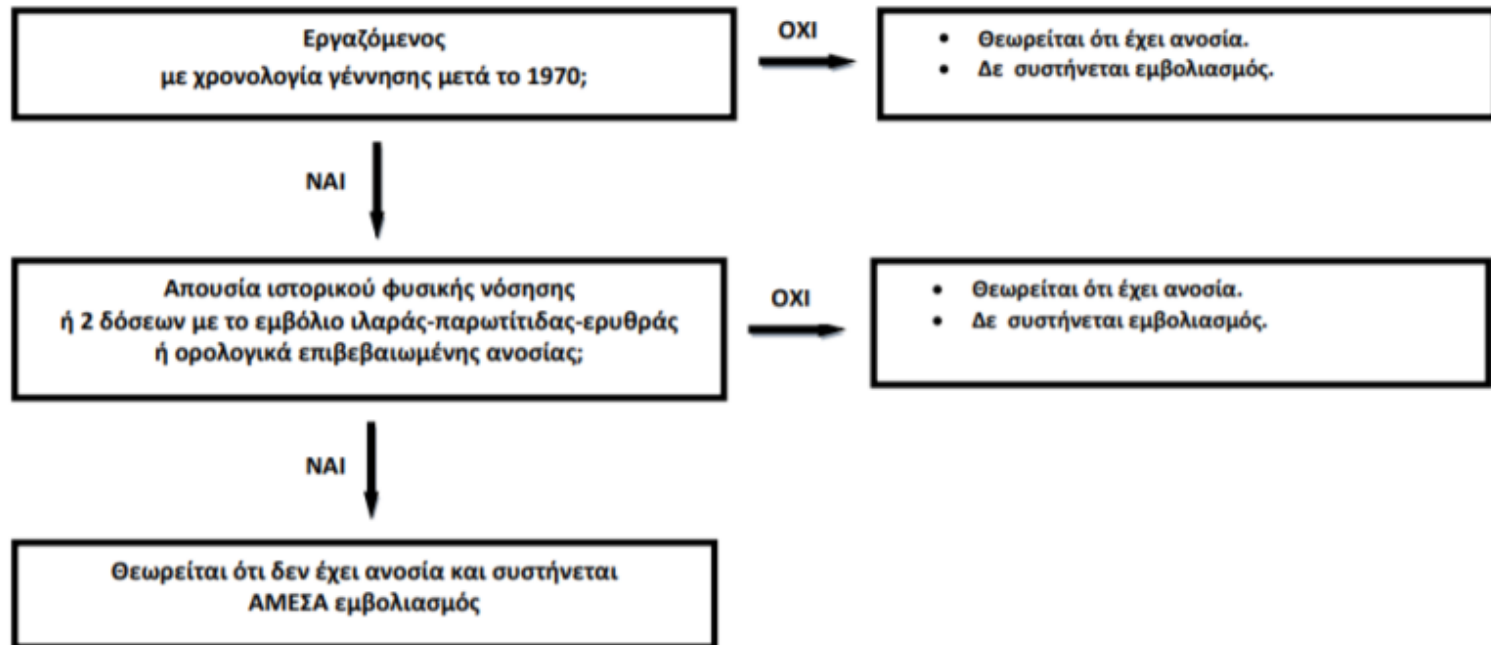 Εργαζόμενος
με χρονολογία γέννησης μετά το 1970;
ΟΧΙ
• Θεωρείται ότι έχει ανοσία.
• Δε συστήνεται εμβολιασμός.
ΝΑΙ
Απουσία ιστορικού φυσικής νόσησης
ή 2 δόσεων με το εμβόλιο ιλαράς-παρωτίτιδας-ερυθράς
ή ορολογικά επιβεβαιωμένης ανοσίας;
ΟΧΙ
• Θεωρείται ότι έχει ανοσία.
• Δε συστήνεται εμβολιασμός.
ΝΑΙ
Θεωρείται ότι δεν έχει ανοσία και συστήνεται
ΑΜΕΣΑ εμβολιασμός